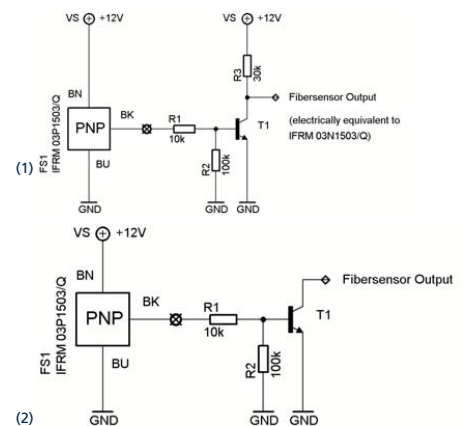 VS +12V
VS +12V
R3
30k
BN
BK
R1
10k
PNP
FS1
IFRM 03P1503/Q
Fibersensor Output
(electrically equivalent to
IFRM 03N1503/Q)
T1
R2
100k
BU
(1)
GND
GND
GND
VS +12V
BN
Fibersensor Output
BK
R1
10k
PNP
T1
FS1
IFRM 03P1503/Q
R2
100k
BU
(2)
GND
GND
GND